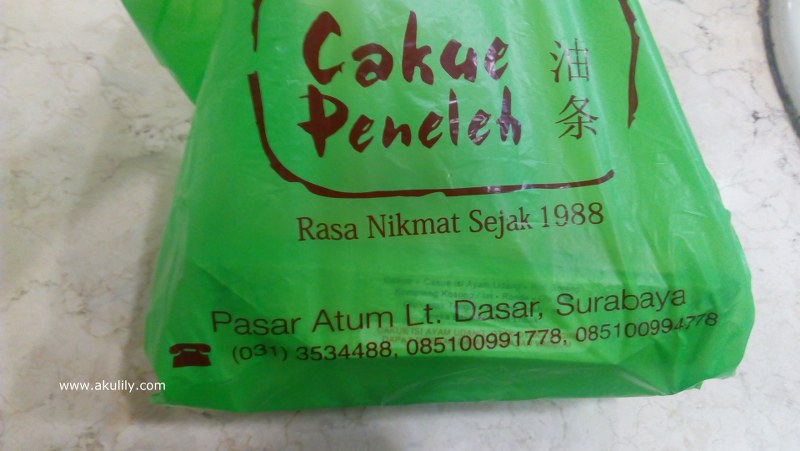 Cakue
Peneleh
油条
Rasa Nikmat Sejak 1988
Pasar Atum Lt. Dasar, Surabaya
(031) 3534488, 085100991778, 085100994778
www.akulily.com